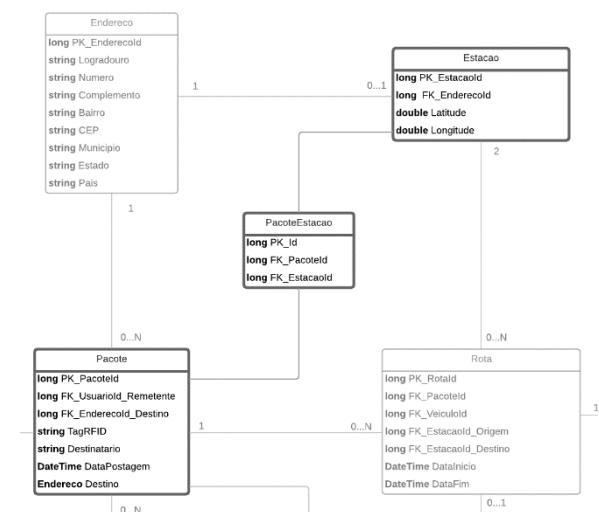 Endereco
long PK_EnderecoId
string Logradouro
string Numero
string Complemento
string Bairro
string CEP
string Municipio
string Estado
string Pais
1
0...1
Estacao
long PK_EstacaoId
long FK_EnderecoId
double Latitude
double Longitude
2
1
PacoteEstacao
long PK_Id
long FK_PacoteId
long FK_EstacaoId
0...N
0...N
Pacote
long PK_PacoteId
long FK_UsuarioId_Remetente
long FK_EnderecoId_Destino
string TagRFID
string Destinatario
DateTime DataPostagem
Endereco Destino
1
0...N
Rota
long PK_RotaId
long FK_PacoteId
long FK_VeiculoId
long FK_EstacaoId_Origem
long FK_EstacaoId_Destino
DateTime DataInicio
DateTime DataFim
1
0...N
0...1